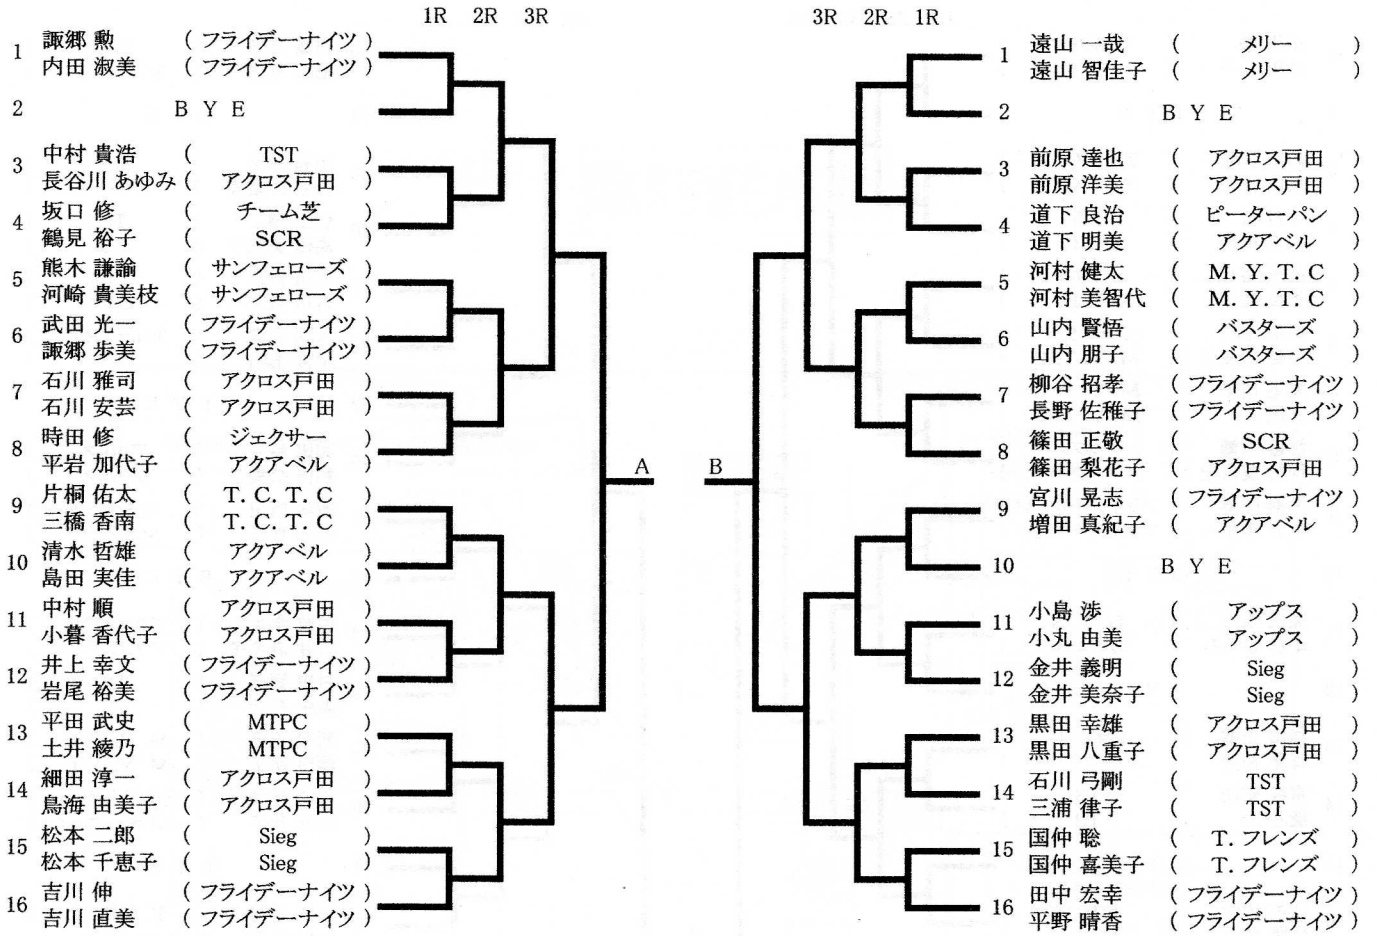 1R 2R 3R
1 諏郷 勲 ( フライデーナイツ )
内田 淑美 ( フライデーナイツ )
2 B Y E
3 中村 貴浩 ( TST )
長谷川 あゆみ ( アクロス戸田 )
4 坂口 修 ( チーム芝 )
鶴見 裕子 ( SCR )
5 熊木 謙諭 ( サンフェローズ )
河崎 貴美枝 ( サンフェローズ )
6 武田 光一 ( フライデーナイツ )
諏郷 歩美 ( フライデーナイツ )
7 石川 雅司 ( アクロス戸田 )
石川 安芸 ( アクロス戸田 )
8 時田 修 ( ジェクサー )
平岩 加代子 ( アクアベル )
9 片桐 佑太 ( T. C. T. C )
三橋 香南 ( T. C. T. C )
10 清水 哲雄 ( アクアベル )
島田 実佳 ( アクアベル )
11 中村 順 ( アクロス戸田 )
小暮 香代子 ( アクロス戸田 )
12 井上 幸文 ( フライデーナイツ )
岩尾 裕美 ( フライデーナイツ )
13 平田 武史 ( MTPC )
土井 綾乃 ( MTPC )
14 細田 淳一 ( アクロス戸田 )
鳥海 由美子 ( アクロス戸田 )
15 松本 二郎 ( Sieg )
松本 千恵子 ( Sieg )
16 吉川 伸 ( フライデーナイツ )
吉川 直美 ( フライデーナイツ )
A
B
3R 2R 1R
1 遠山 一哉 ( メリー )
遠山 智佳子 ( メリー )
2 B Y E
3 前原 達也 ( アクロス戸田 )
前原 洋美 ( アクロス戸田 )
4 道下 良治 ( ピーターパン )
道下 明美 ( アクアベル )
5 河村 健太 ( M. Y. T. C )
河村 美智代 ( M. Y. T. C )
6 山内 賢悟 ( バスターズ )
山内 朋子 ( バスターズ )
7 柳谷 招孝 ( フライデーナイツ )
長野 佐稚子 ( フライデーナイツ )
8 篠田 正敬 ( SCR )
篠田 梨花子 ( アクロス戸田 )
9 宮川 晃志 ( フライデーナイツ )
増田 真紀子 ( アクアベル )
10 B Y E
11 小島 渉 ( アップス )
小丸 由美 ( アップス )
12 金井 義明 ( Sieg )
金井 美奈子 ( Sieg )
13 黒田 幸雄 ( アクロス戸田 )
黒田 八重子 ( アクロス戸田 )
14 石川 弓剛 ( TST )
三浦 律子 ( TST )
15 国仲 聡 ( T. フレンズ )
国仲 喜美子 ( T. フレンズ )
16 田中 宏幸 ( フライデーナイツ )
平野 晴香 ( フライデーナイツ )